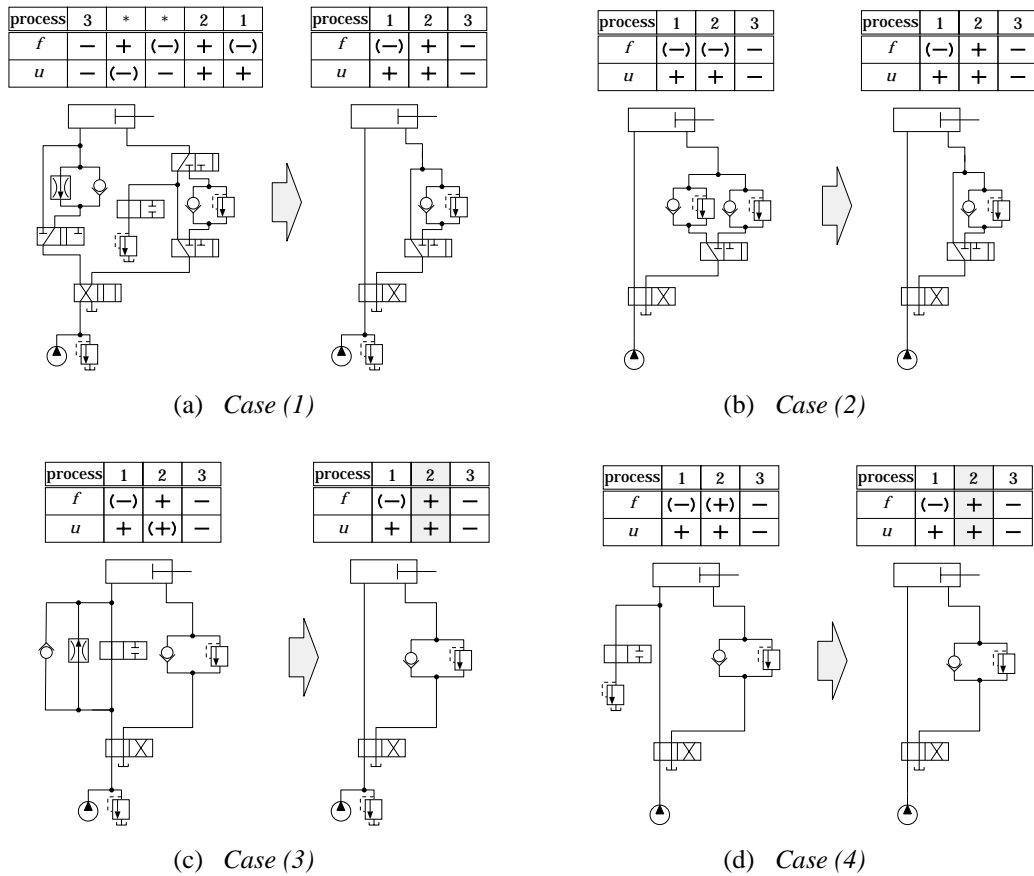 process 3 * * 2 1
f − + (−) + (−)
u − (−) − + +
process 1 2 3
f (−) + −
u + + −
(a) Case (1)
process 1 2 3
f (−) (−) −
u + + −
process 1 2 3
f (−) + −
u + + −
(b) Case (2)
process 1 2 3
f (−) + −
u + (+) −
process 1 2 3
f (−) + −
u + + −
(c) Case (3)
process 1 2 3
f (−) (+) −
u + + −
process 1 2 3
f (−) + −
u + + −
(d) Case (4)